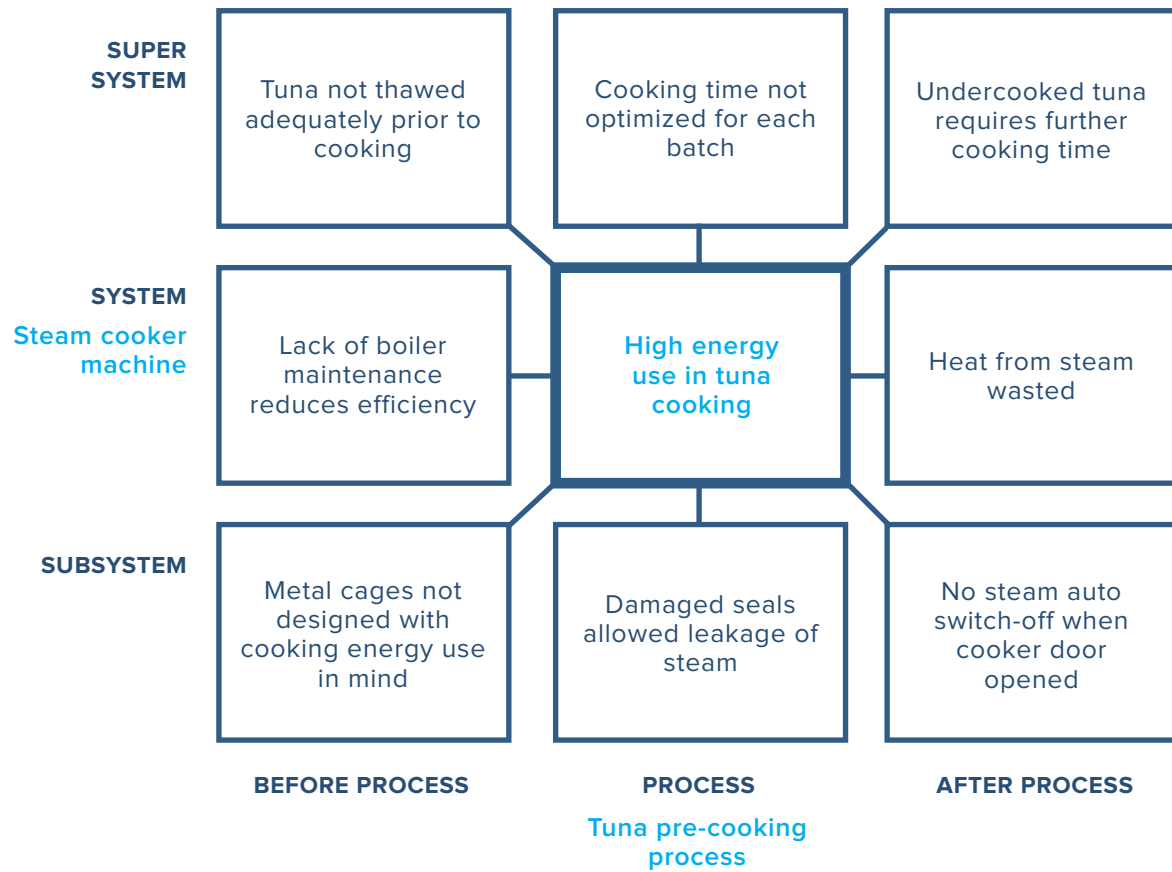 SUPER
SYSTEM
Tuna not thawed
adequately prior to
cooking
Cooking time not
optimized for each
batch
Undercooked tuna
requires further
cooking time
SYSTEM
Steam cooker
machine
Lack of boiler
maintenance
reduces efficiency
High energy
use in tuna
cooking
Heat from steam
wasted
SUBSYSTEM
Metal cages not
designed with
cooking energy use
in mind
Damaged seals
allowed leakage of
steam
No steam auto
switch-off when
cooker door
opened
BEFORE PROCESS
PROCESS
Tuna pre-cooking
process
AFTER PROCESS